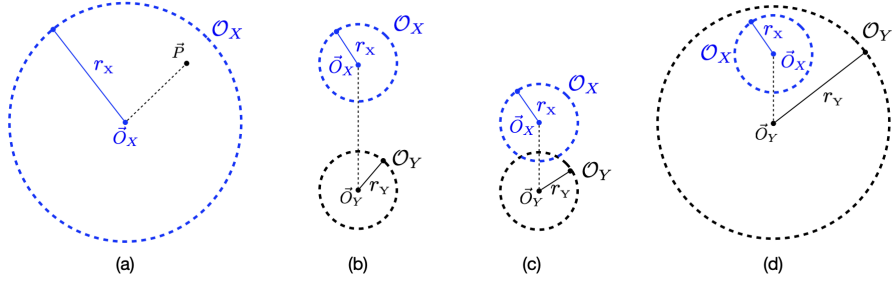 𝒪_X
r_X
P⃗
O⃗_X
(a)
𝒪_X
r_X
O⃗_X
𝒪_Y
O⃗_Y
r_Y
(b)
𝒪_X
r_X
O⃗_X
𝒪_Y
O⃗_Y
r_Y
(c)
𝒪_X
r_X
O⃗_X
𝒪_Y
r_Y
O⃗_Y
(d)